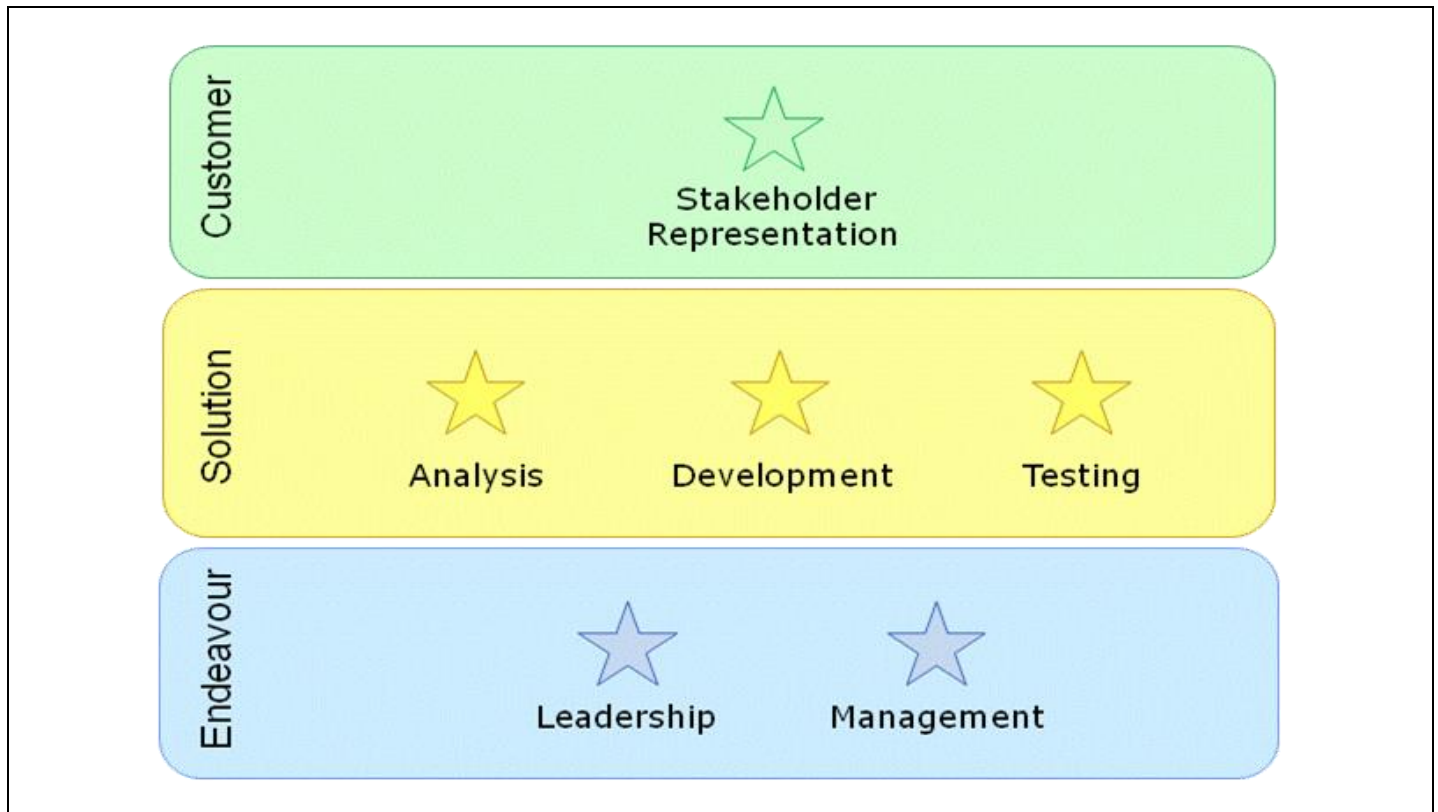 Customer
Stakeholder
Representation
Solution
Analysis
Development
Testing
Endeavour
Leadership
Management